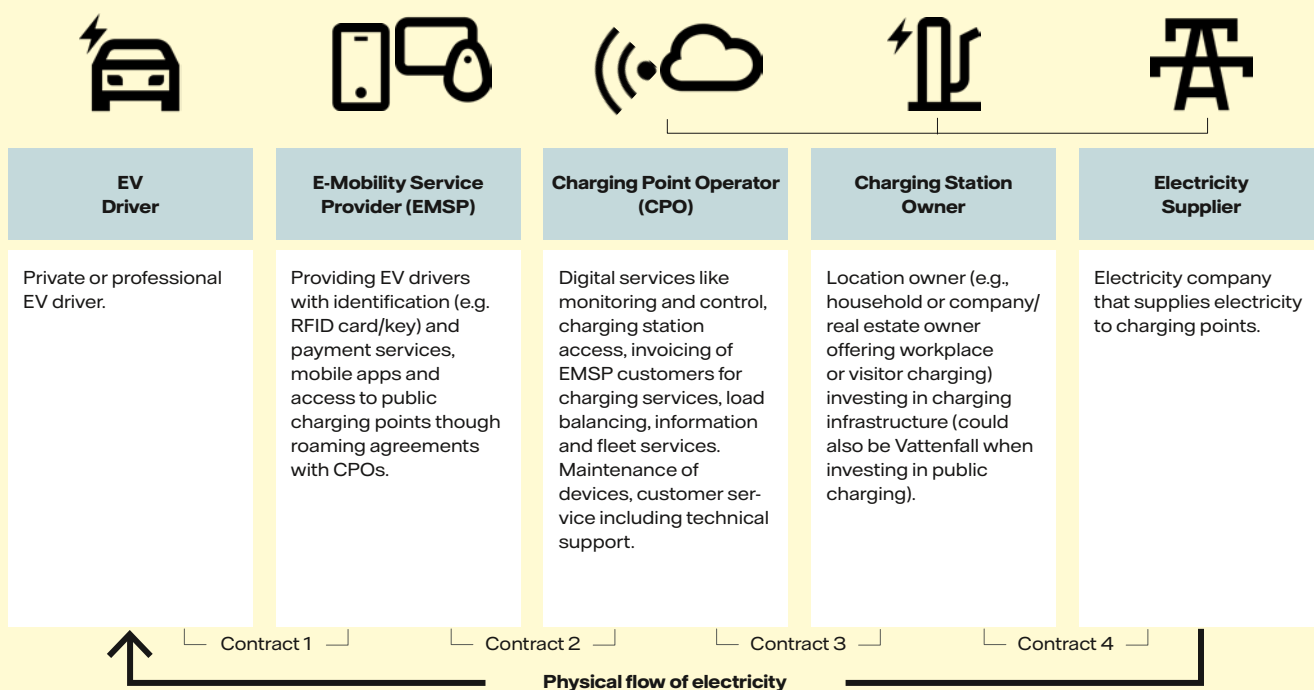 EV
Driver
E-Mobility Service
Provider (EMSP)
Charging Point Operator
(CPO)
Charging Station
Owner
Electricity
Supplier
Private or professional
EV driver.
Providing EV drivers
with identification (e.g.
RFID card/key) and
payment services,
mobile apps and
access to public
charging points though
roaming agreements
with CPOs.
Digital services like
monitoring and control,
charging station
access, invoicing of
EMSP customers for
charging services, load
balancing, information
and fleet services.
Maintenance of
devices, customer ser-
vice including technical
support.
Location owner (e.g.,
household or company/
real estate owner
offering workplace
or visitor charging)
investing in charging
infrastructure (could
also be Vattenfall when
investing in public
charging).
Electricity company
that supplies electricity
to charging points.
Contract 1
Contract 2
Contract 3
Contract 4
Physical flow of electricity